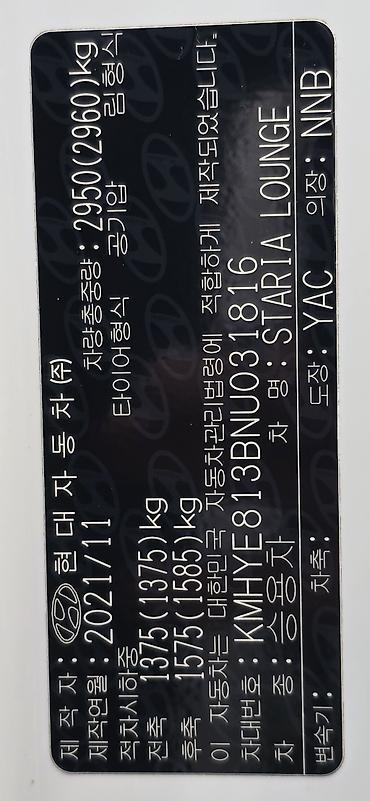 제 작 자 : 현 대 자 동 차 ㈜
제작연월 : 2021/11 차량총중량 : 2950(2960)kg
적차시하중 타이어형식 공기압 림 형식
전축 1375(1375)kg
후축 1575(1585)kg
이 자동차는 대한민국 자동차관리법령에 적합하게 제작되었습니다.
차대번호 : KMHYE813BNU031816
차 종 : 승용차 차 명 : STARIA LOUNGE
변속기 : 차축 : 도장 : YAC 의장 : NNB